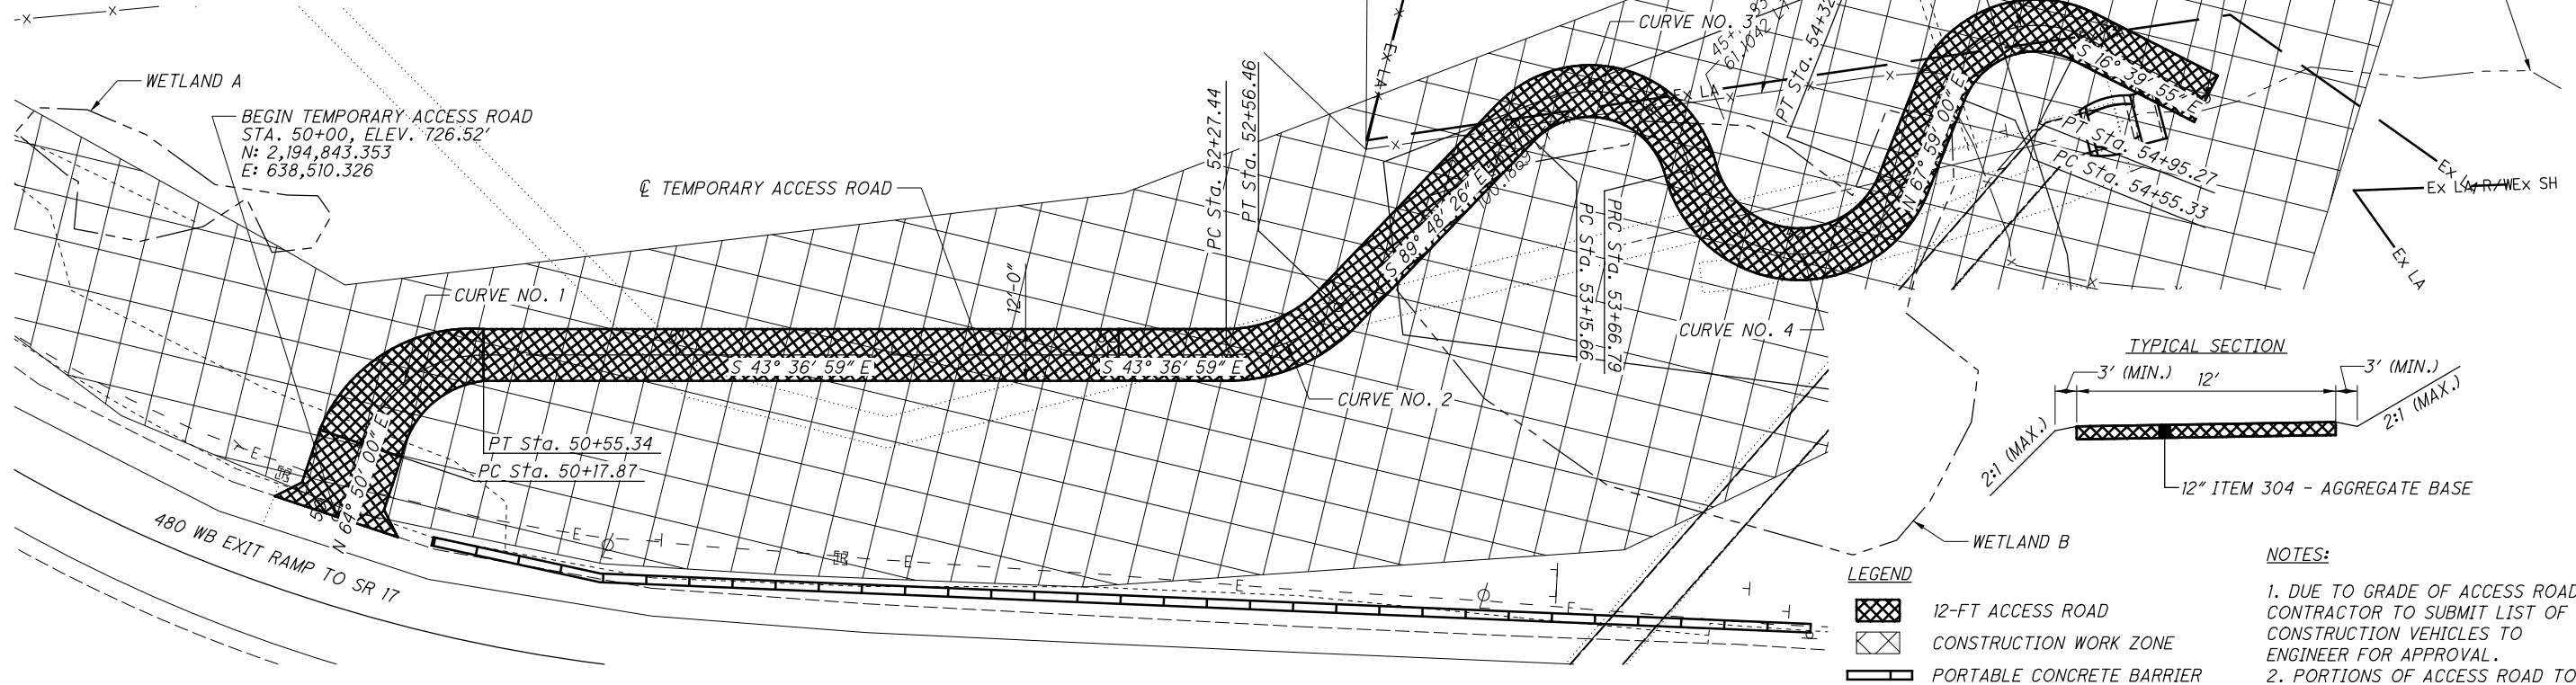 WETLAND A
BEGIN TEMPORARY ACCESS ROAD
STA. 50+00, ELEV. 726.52'
N: 2,194,843.353
E: 638,510.326
℄ TEMPORARY ACCESS ROAD
CURVE NO. 1
12'-0"
PC Sta. 52+27.44
PT Sta. 52+56.46
Ex LA
CURVE NO. 3
PT Sta. 54+32
Ex LA
S 16° 39' 55" E
PT Sta. 54+95.27
PC Sta. 54+55.33
N 67° 59' 00" E
Ex LA
Ex SH
Ex LA
S 89° 48' 26" E
PC Sta. 53+15.66
PRC Sta. 53+66.79
CURVE NO. 4
S 43° 36' 59" E
S 43° 36' 59" E
CURVE NO. 2
PT Sta. 50+55.34
PC Sta. 50+17.87
N 64° 50' 00" E
480 WB EXIT RAMP TO SR 17
E
E
E
E
TYPICAL SECTION
3' (MIN.)
12'
3' (MIN.)
2:1 (MAX.)
2:1 (MAX.)
12" ITEM 304 - AGGREGATE BASE
WETLAND B
LEGEND
12-FT ACCESS ROAD
CONSTRUCTION WORK ZONE
PORTABLE CONCRETE BARRIER
NOTES:
1. DUE TO GRADE OF ACCESS ROAD
CONTRACTOR TO SUBMIT LIST OF
CONSTRUCTION VEHICLES TO
ENGINEER FOR APPROVAL.
2. PORTIONS OF ACCESS ROAD TO